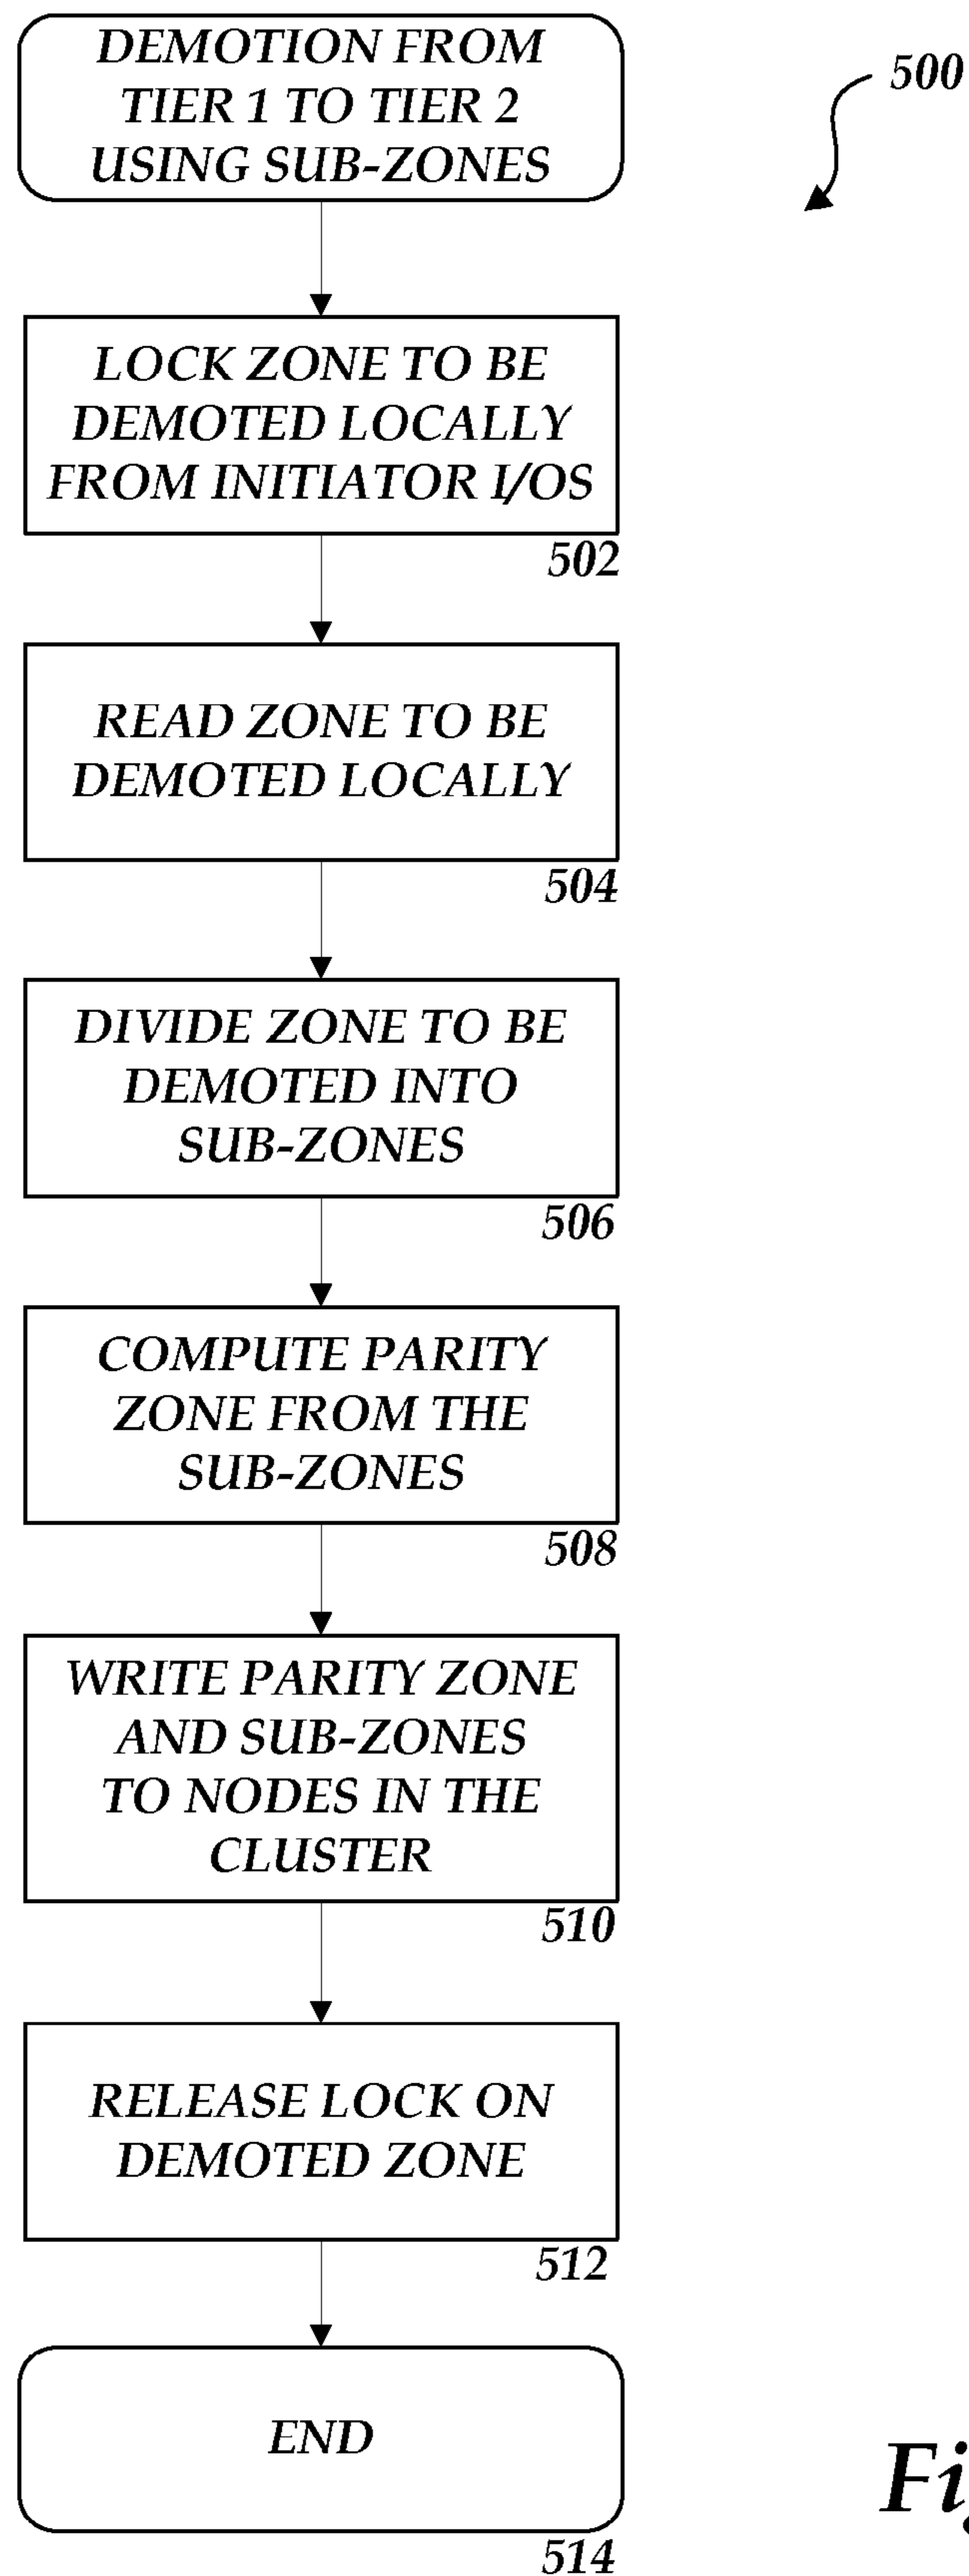 DEMOTION FROM
TIER 1 TO TIER 2
USING SUB-ZONES
500
LOCK ZONE TO BE
DEMOTED LOCALLY
FROM INITIATOR I/OS
502
READ ZONE TO BE
DEMOTED LOCALLY
504
DIVIDE ZONE TO BE
DEMOTED INTO
SUB-ZONES
506
COMPUTE PARITY
ZONE FROM THE
SUB-ZONES
508
WRITE PARITY ZONE
AND SUB-ZONES
TO NODES IN THE
CLUSTER
510
RELEASE LOCK ON
DEMOTED ZONE
512
END
514